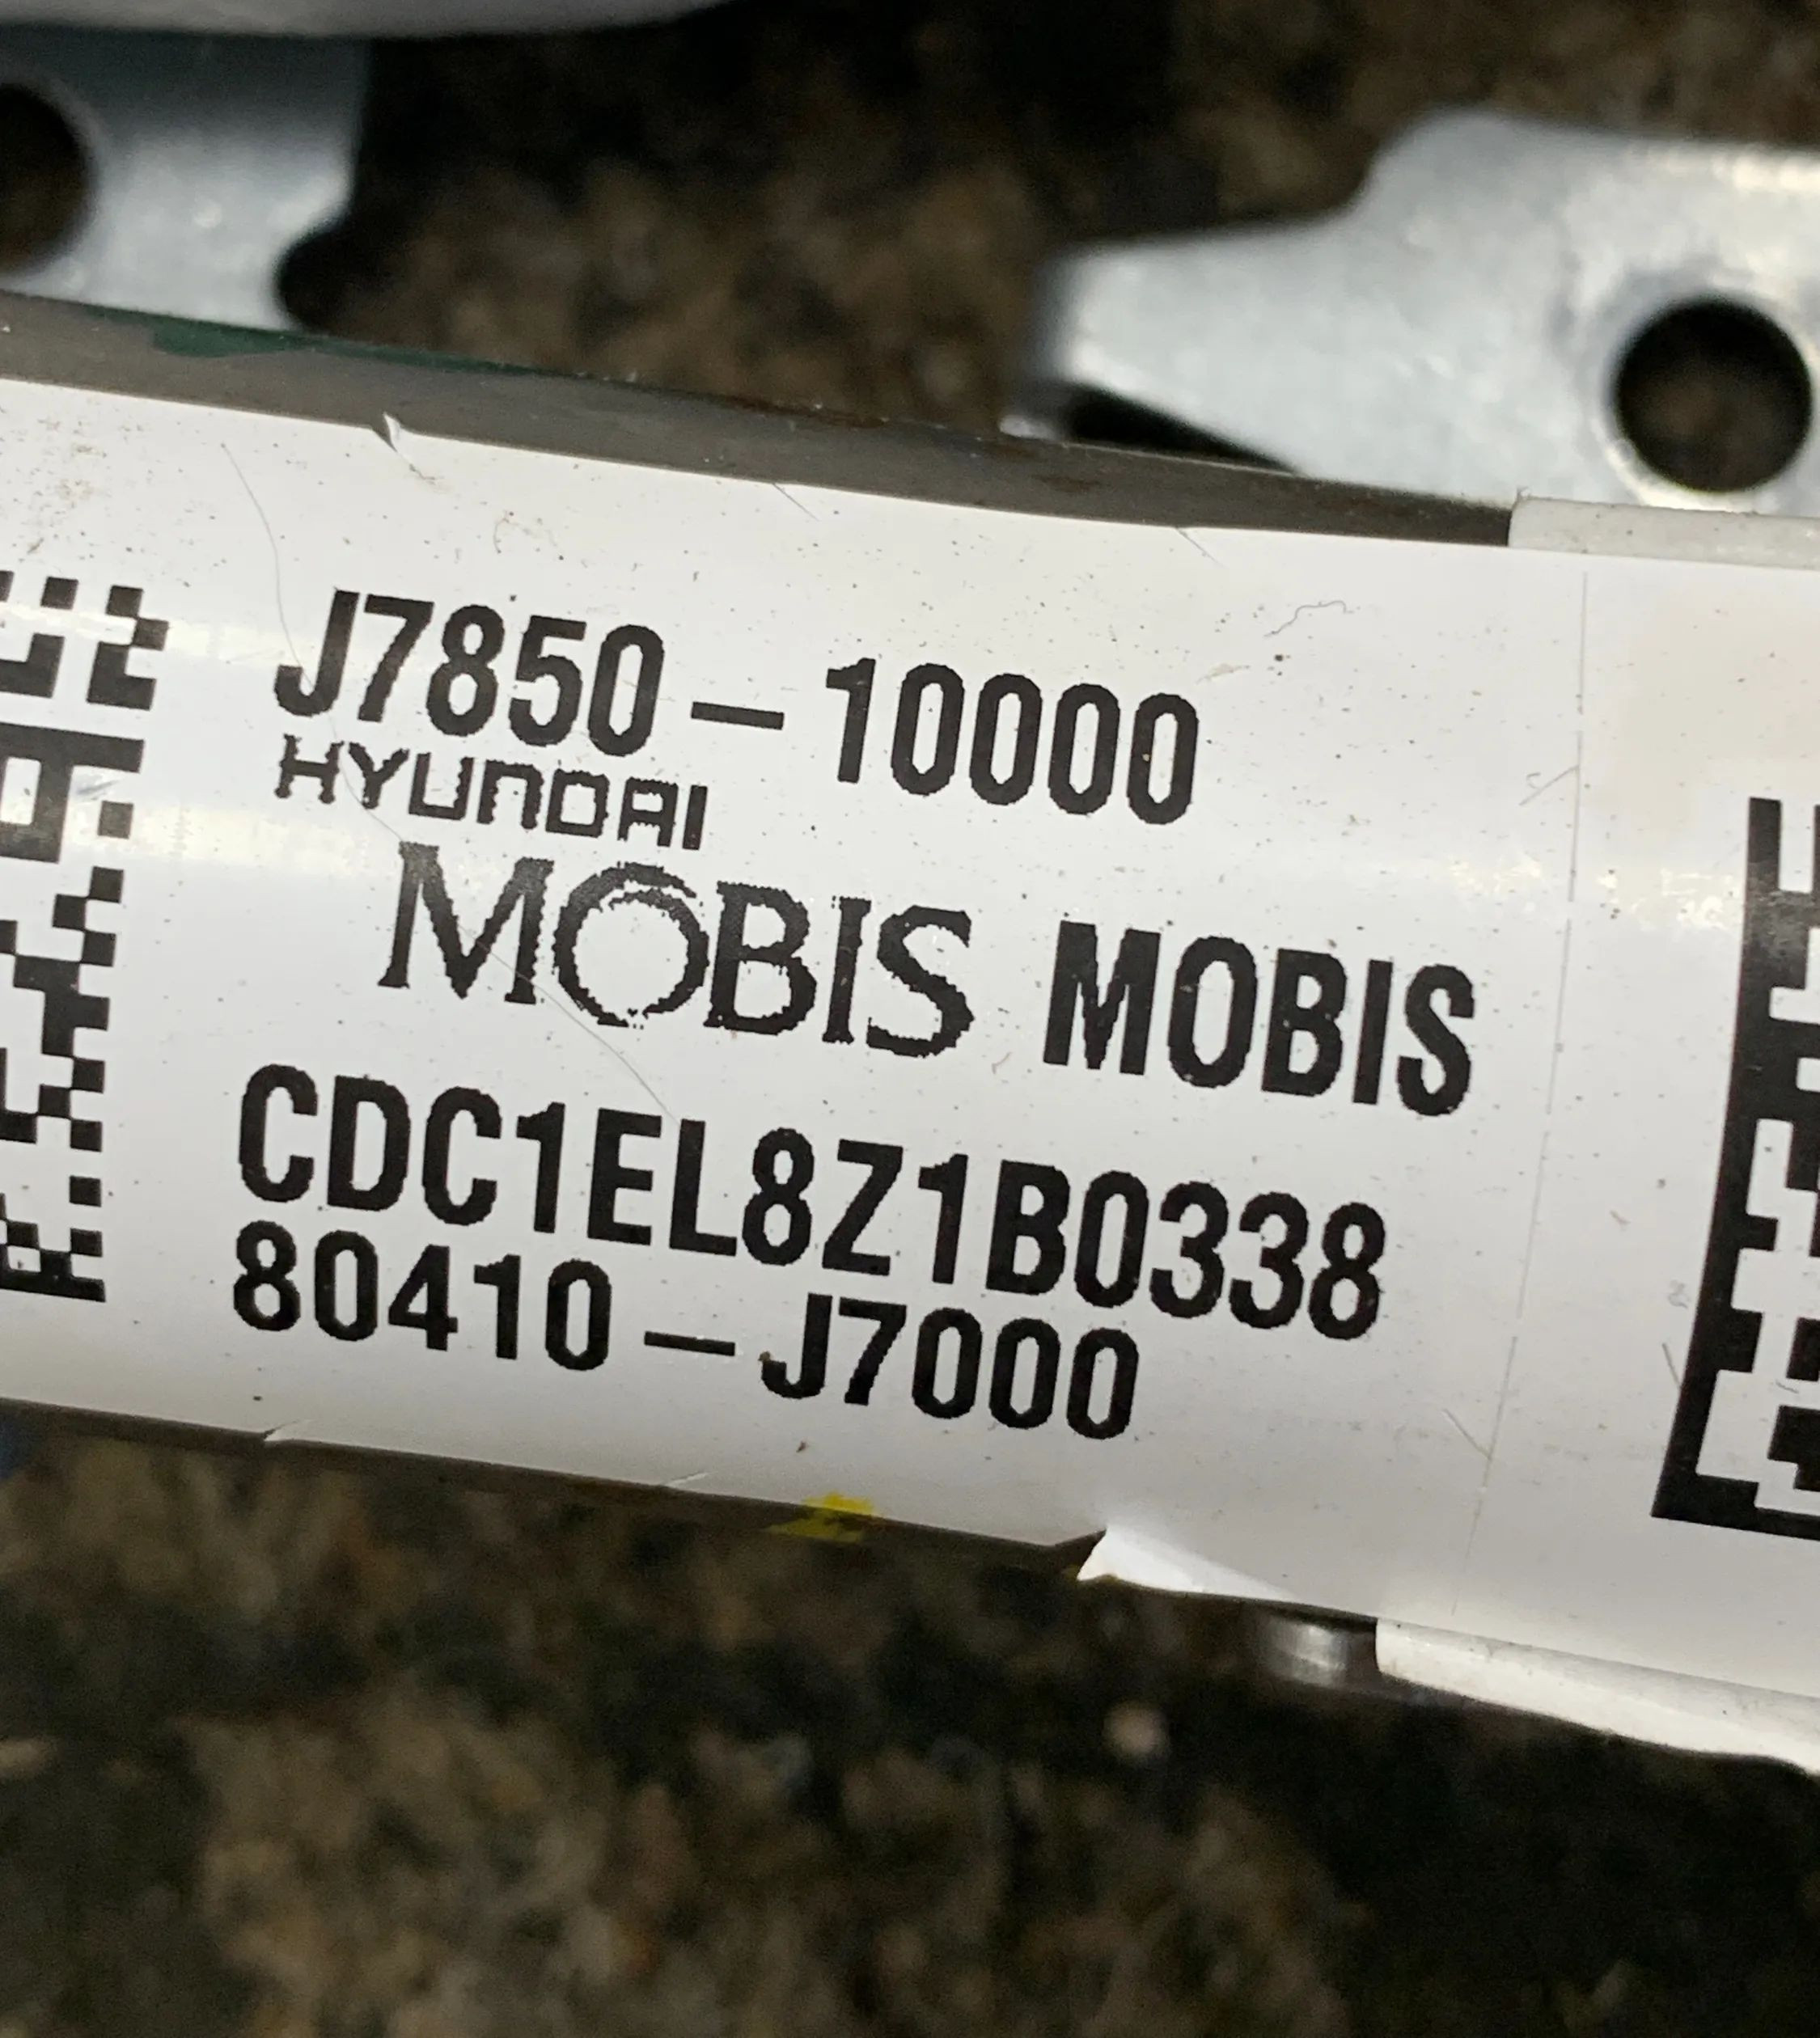 J7850-10000
HYUNDAI
MOBIS MOBIS
CDC1EL8Z1B0338
80410-J7000